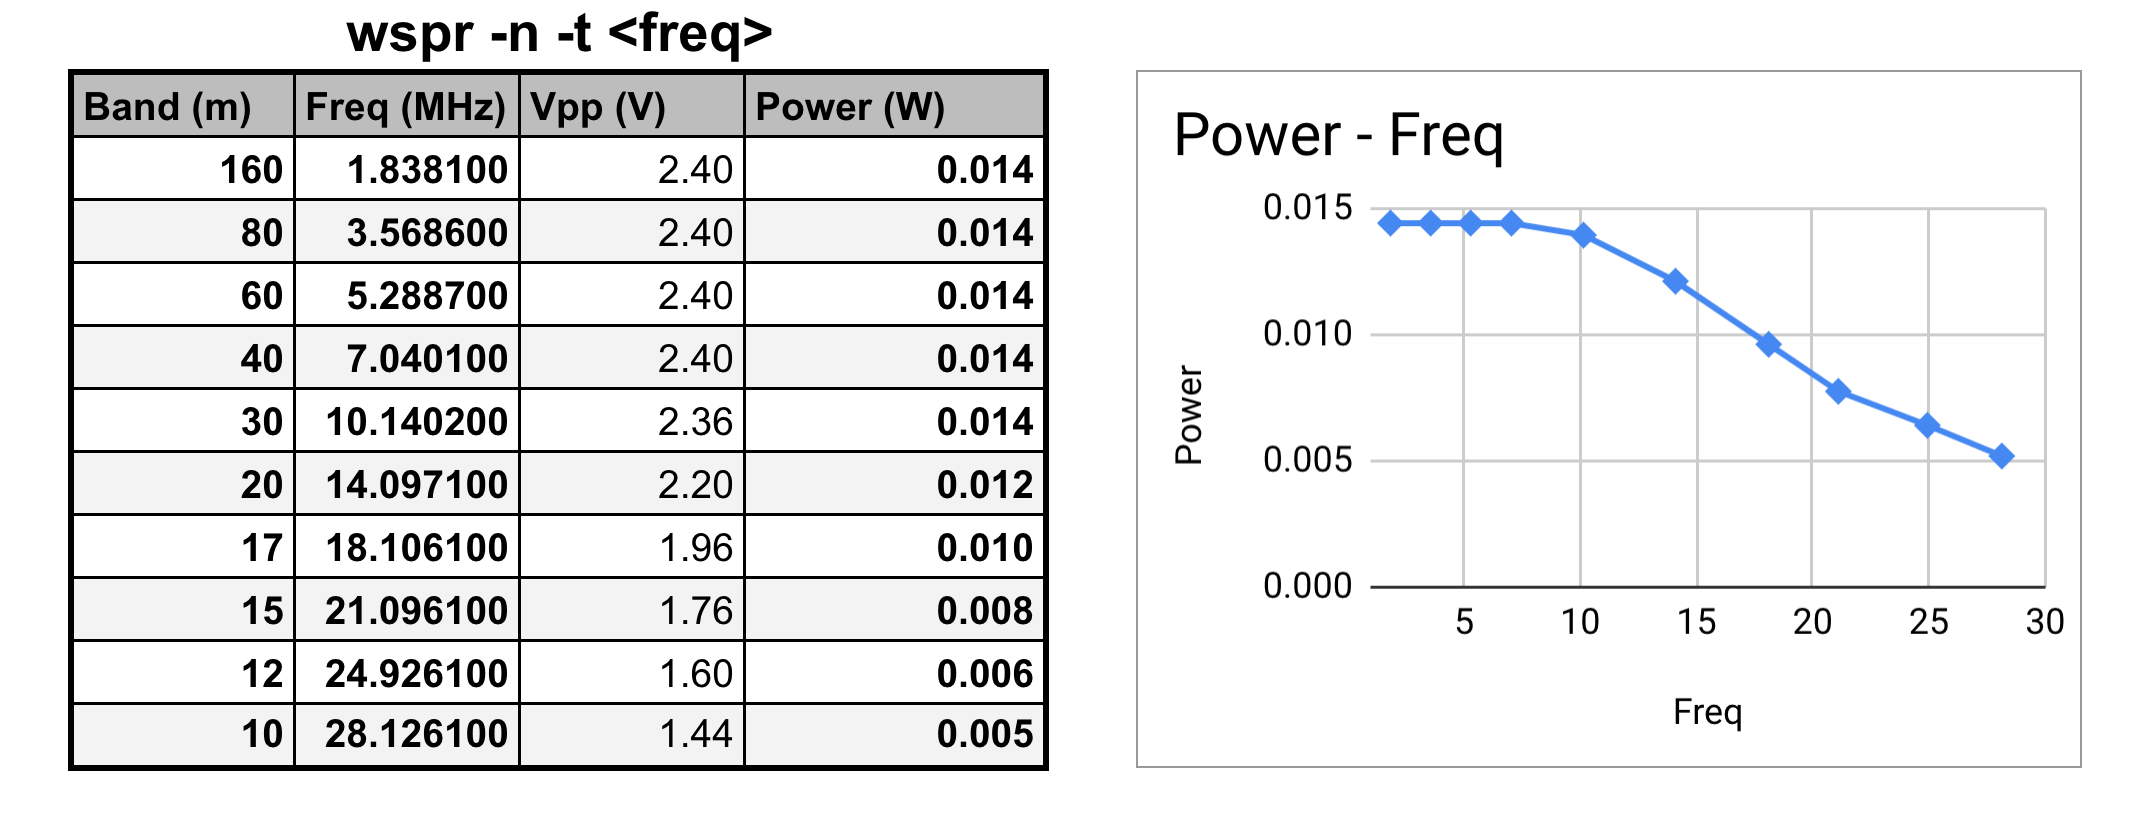 wspr -n -t <freq>
Band (m) Freq (MHz) Vpp (V) Power (W)
160 1.838100 2.40 0.014
80 3.568600 2.40 0.014
60 5.288700 2.40 0.014
40 7.040100 2.40 0.014
30 10.140200 2.36 0.014
20 14.097100 2.20 0.012
17 18.106100 1.96 0.010
15 21.096100 1.76 0.008
12 24.926100 1.60 0.006
10 28.126100 1.44 0.005
Power - Freq
0.015
0.010
0.005
0.000
Power
5 10 15 20 25 30
Freq